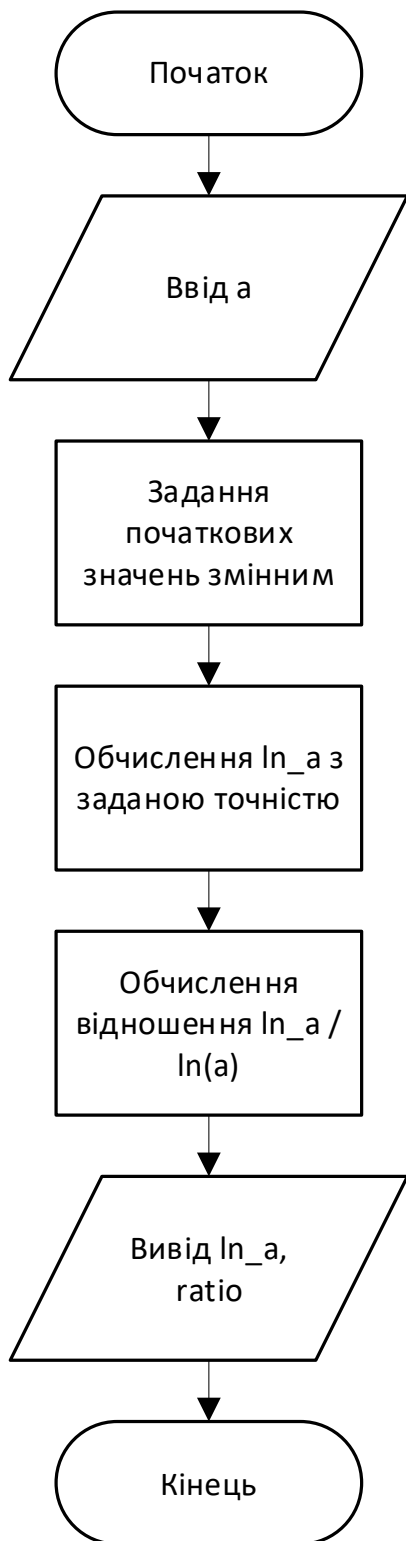 Початок
Ввід a
Задання
початкових
значень змінним
Обчислення ln_a з
заданою точністю
Обчислення
відношення ln_a /
ln(a)
Вивід ln_a,
ratio
Кінець